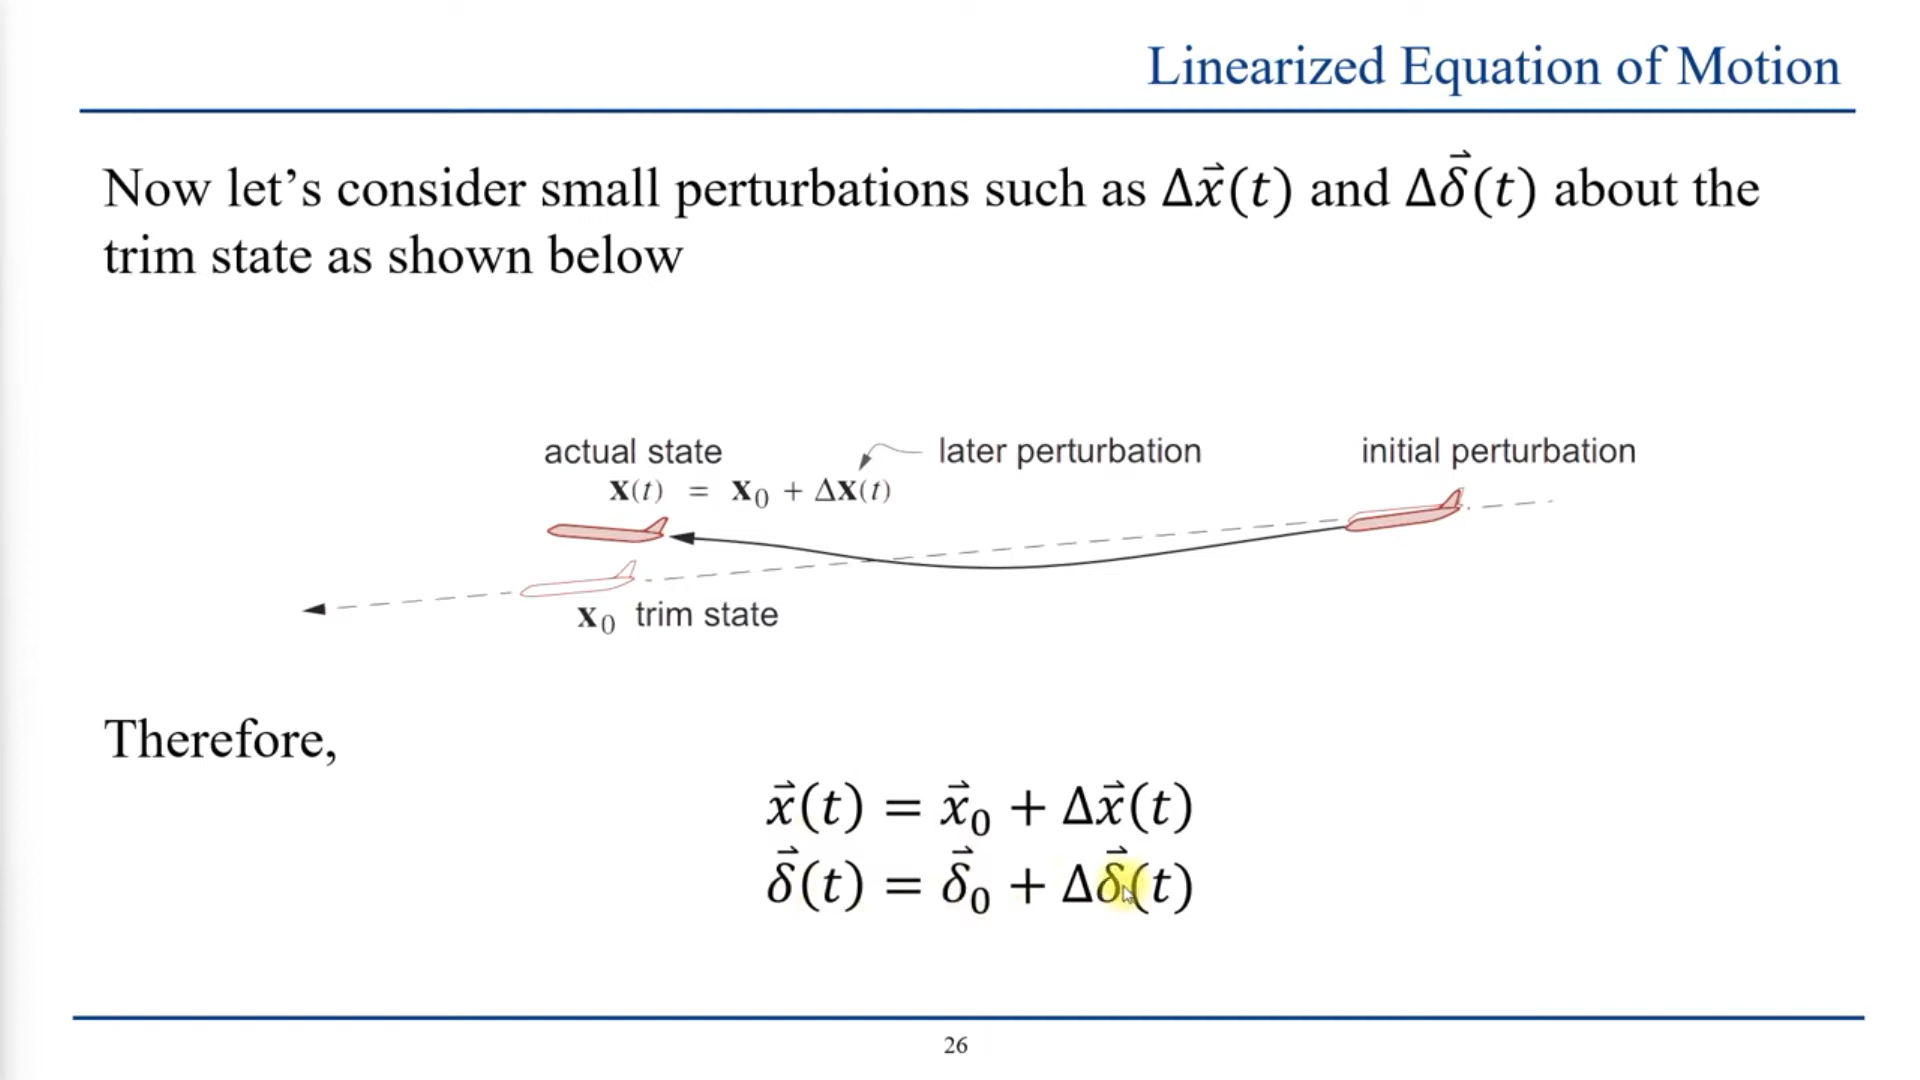 Linearized Equation of Motion
Now let’s consider small perturbations such as Δx⃗(t) and Δδ⃗(t) about the
trim state as shown below
actual state
later perturbation
initial perturbation
x(t) = x₀ + Δx(t)
x₀ trim state
Therefore,
x⃗(t) = x⃗₀ + Δx⃗(t)
δ⃗(t) = δ⃗₀ + Δδ⃗(t)
26